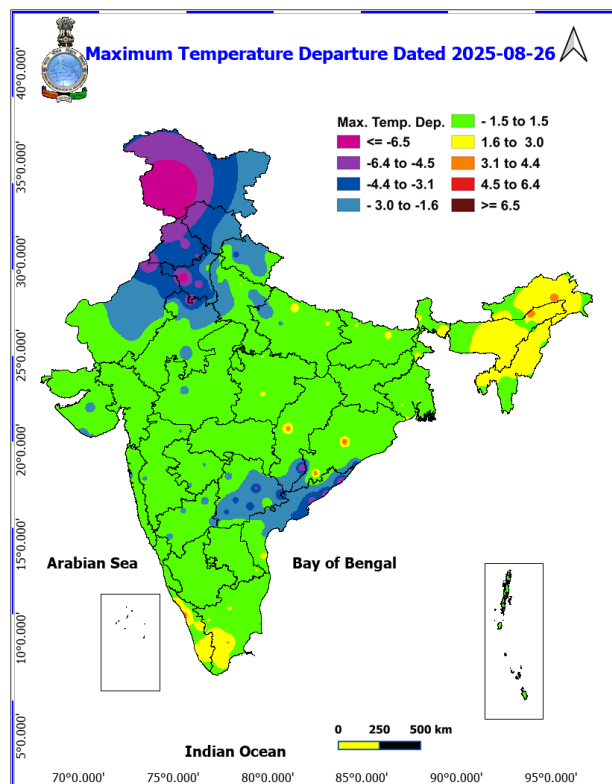 Maximum Temperature Departure Dated 2025-08-26
40°0.000'
35°0.000'
30°0.000'
25°0.000'
20°0.000'
15°0.000'
10°0.000'
5°0.000'
Max. Temp. Dep.
<= -6.5
-6.4 to -4.5
-4.4 to -3.1
- 3.0 to -1.6
- 1.5 to 1.5
1.6 to 3.0
3.1 to 4.4
4.5 to 6.4
>= 6.5
Arabian Sea
Bay of Bengal
Indian Ocean
0 250 500 km
70°0.000' 75°0.000' 80°0.000' 85°0.000' 90°0.000' 95°0.000'